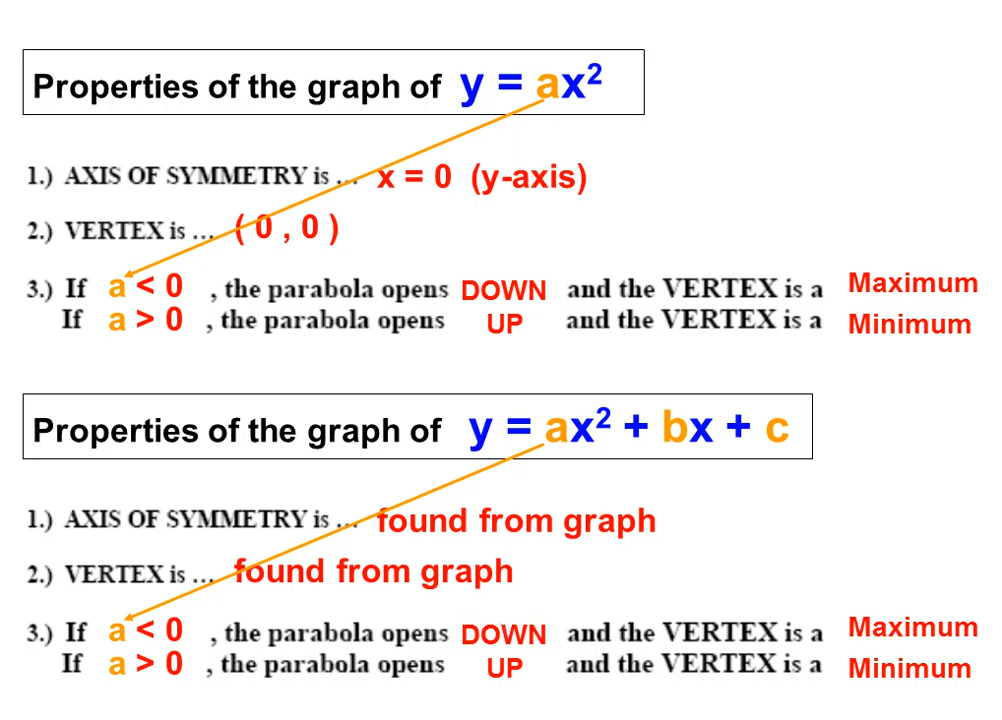 Properties of the graph of y = ax²
1.) AXIS OF SYMMETRY is ... x = 0 (y-axis)
2.) VERTEX is ... ( 0 , 0 )
3.) If a < 0 , the parabola opens DOWN and the VERTEX is a Maximum
If a > 0 , the parabola opens UP and the VERTEX is a Minimum
Properties of the graph of y = ax² + bx + c
1.) AXIS OF SYMMETRY is ... found from graph
2.) VERTEX is ... found from graph
3.) If a < 0 , the parabola opens DOWN and the VERTEX is a Maximum
If a > 0 , the parabola opens UP and the VERTEX is a Minimum